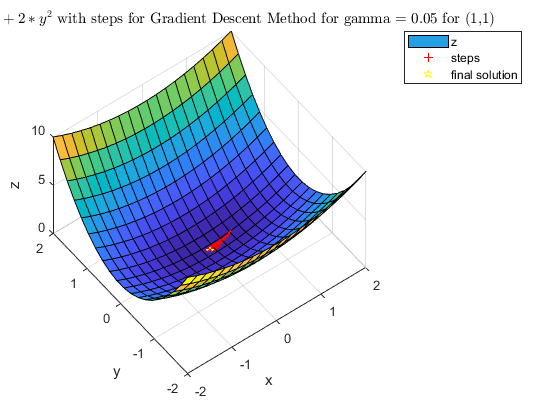 + 2 ∗ y² with steps for Gradient Descent Method for gamma = 0.05 for (1,1)
z
steps
final solution
10
5
0
z
2
1
0
-1
-2
y
-2
-1
0
1
2
x